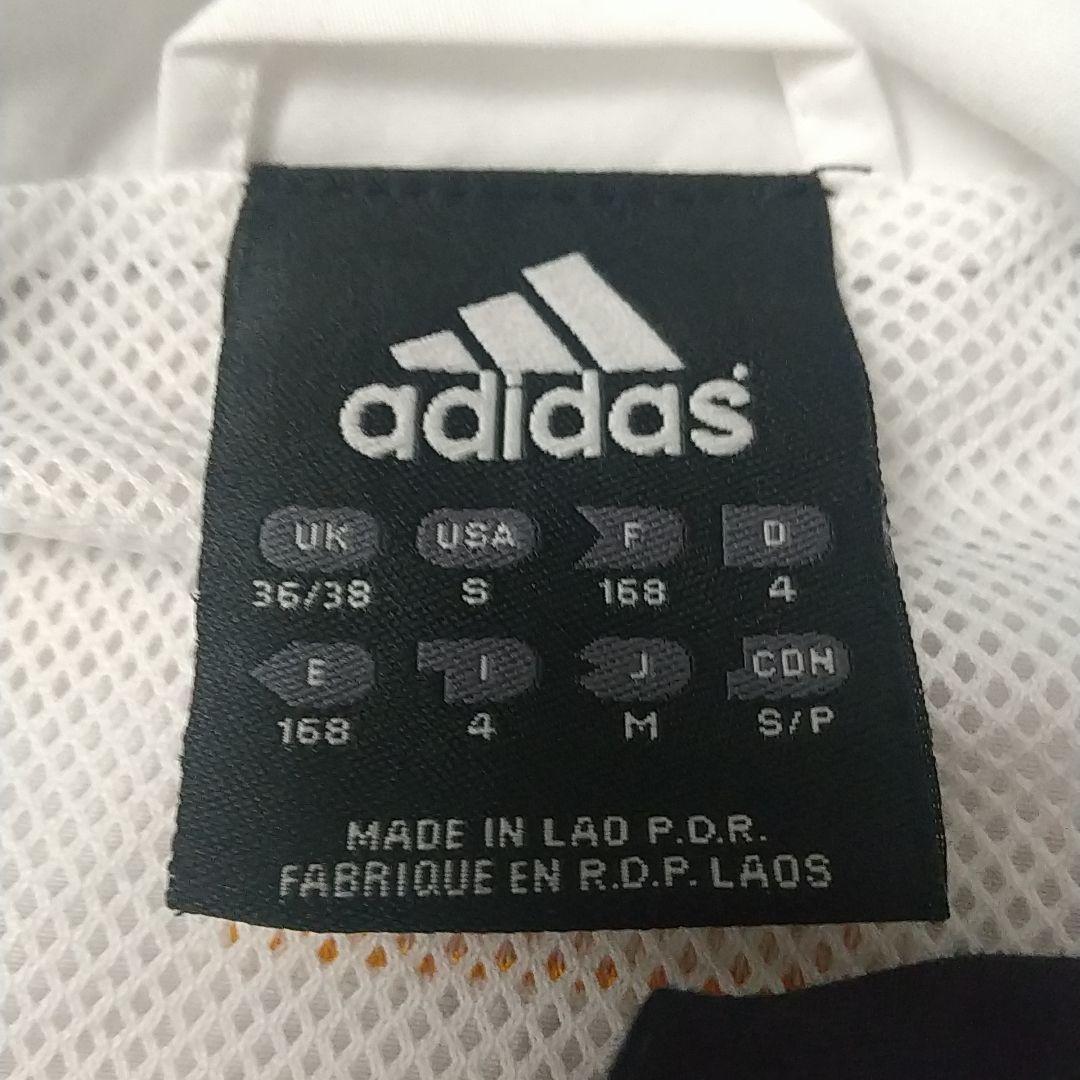 adidas
UK USA F D
36/38 S 168 4
E I J CDN
168 4 M S/P
MADE IN LAO P.D.R.
FABRIQUE EN R.D.P. LAOS